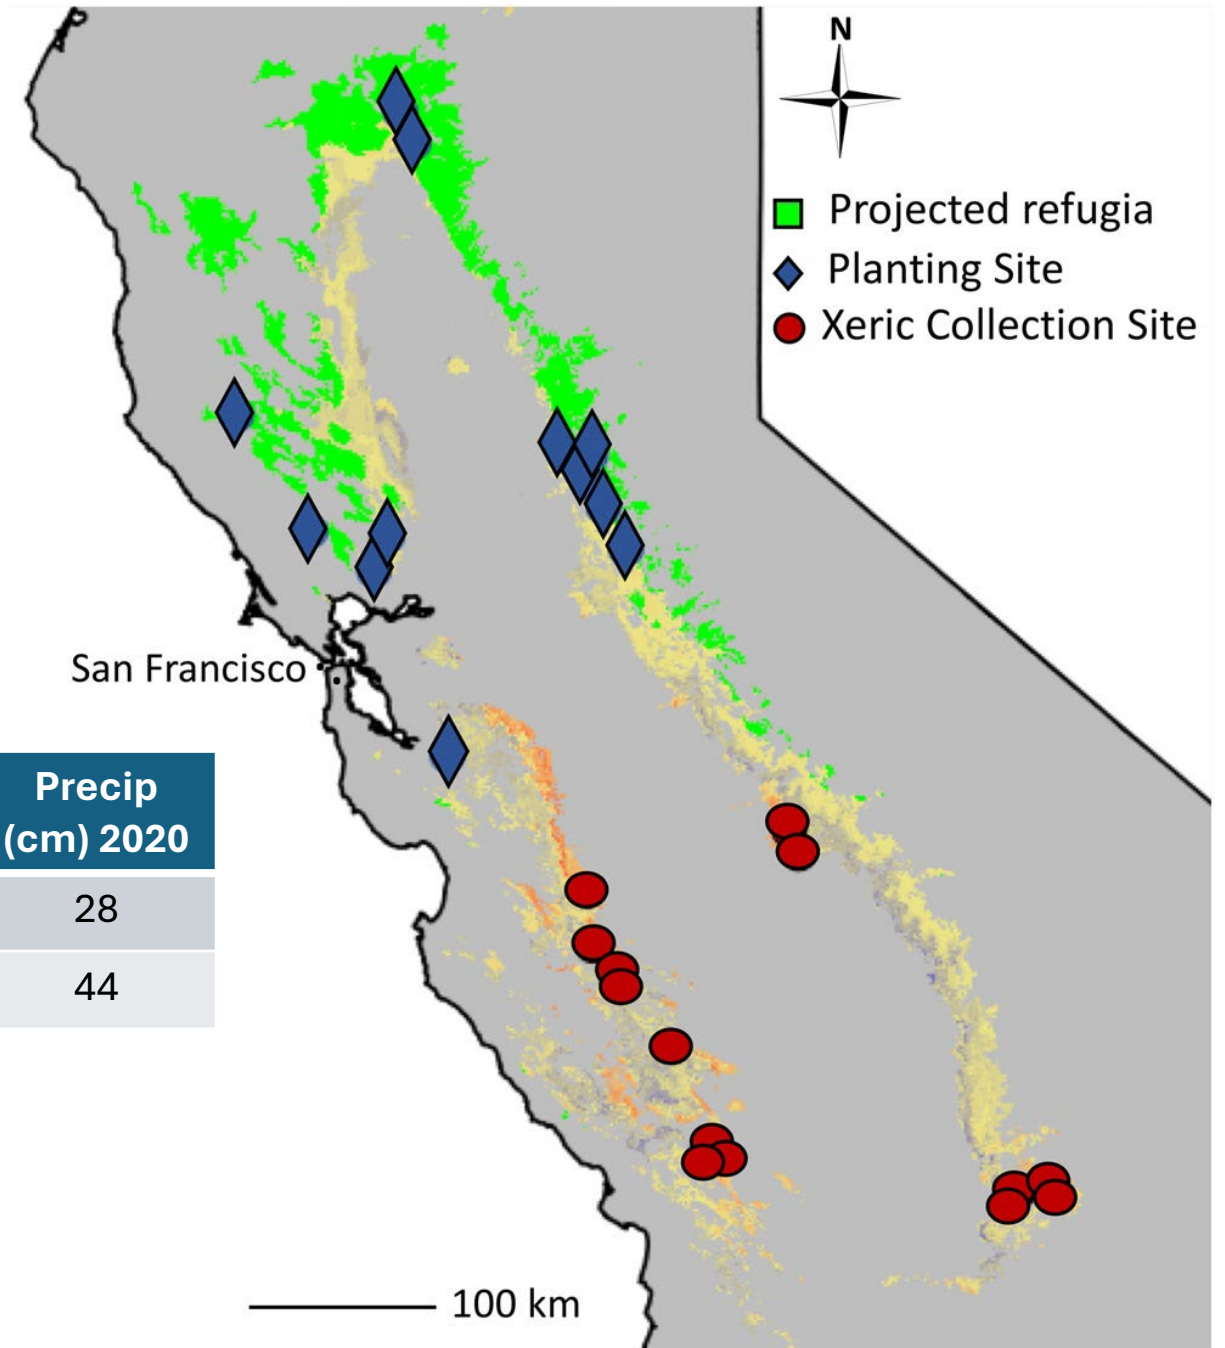 N
Projected refugia
Planting Site
Xeric Collection Site
San Francisco
Precip
(cm) 2020
28
44
100 km